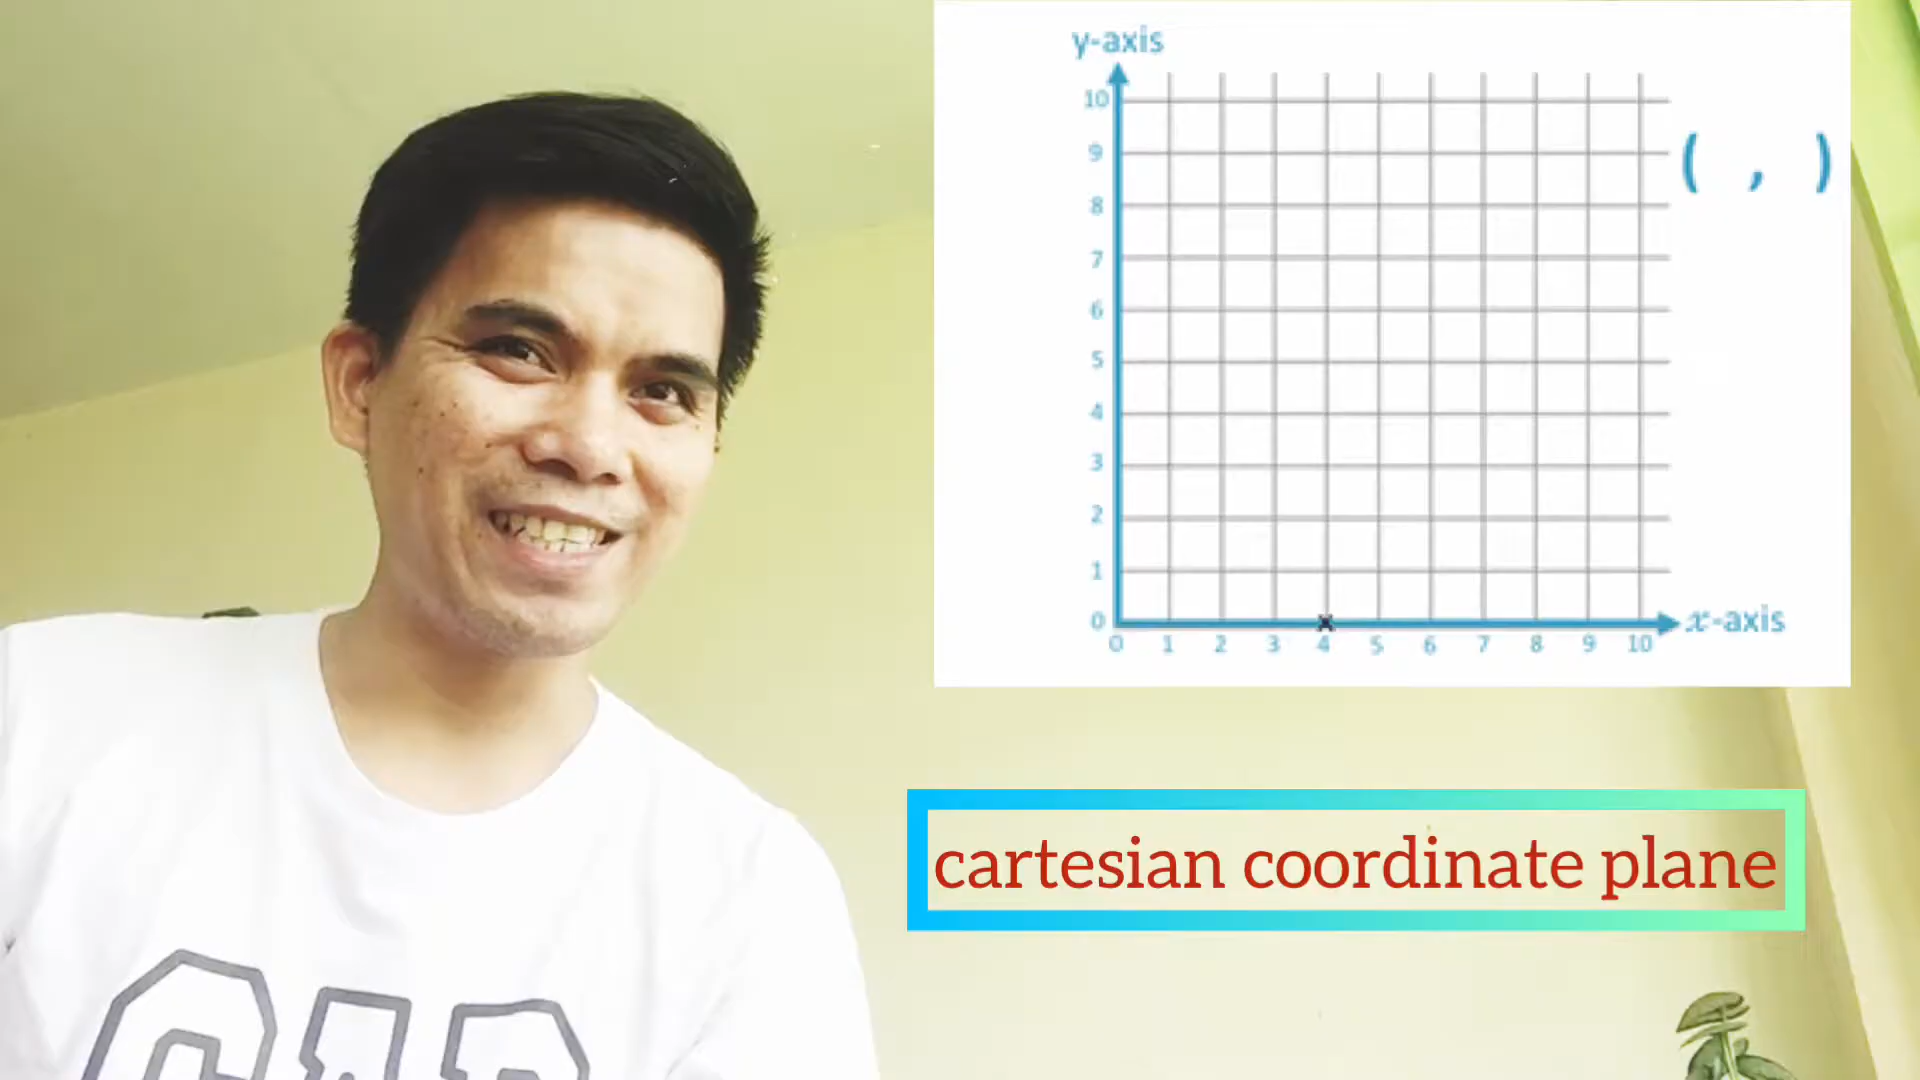 y-axis
10
9
8
7
6
5
4
3
2
1
0
( , )
x-axis
0 1 2 3 4 5 6 7 8 9 10
cartesian coordinate plane
GAP